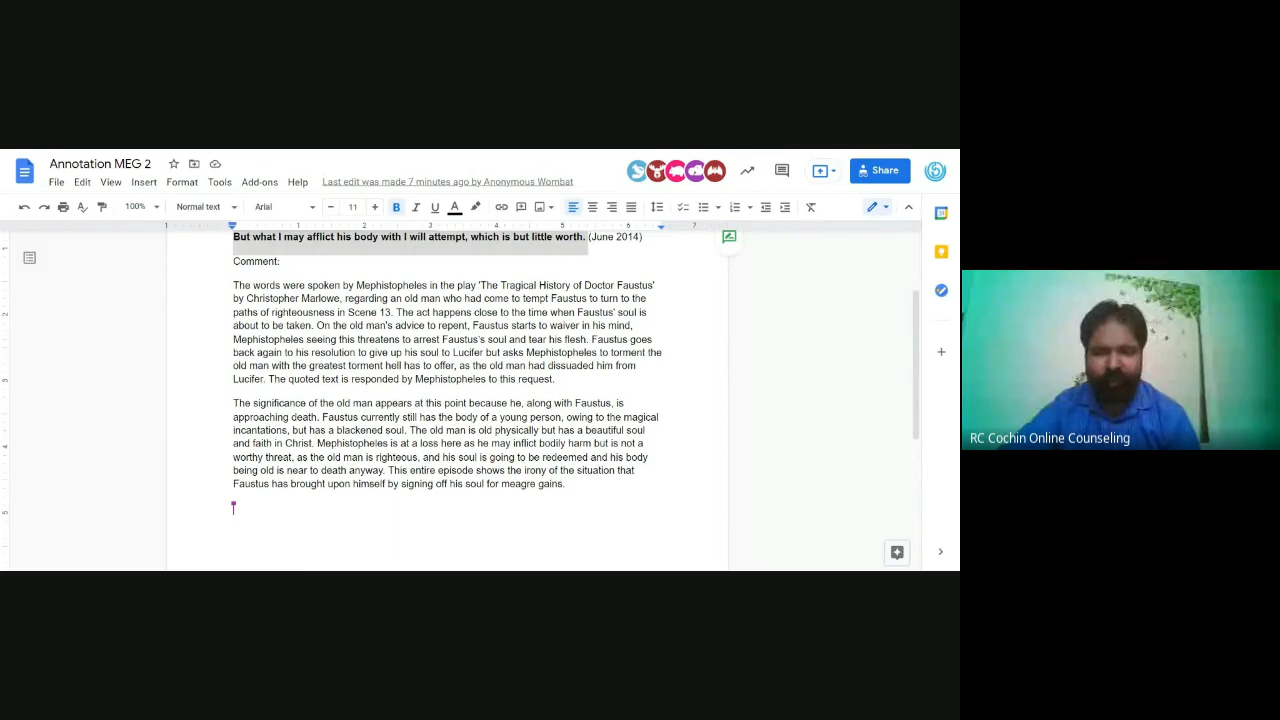 Annotation MEG 2
File Edit View Insert Format Tools Add-ons Help Last edit was made 7 minutes ago by Anonymous Wombat
Share
100% Normal text Arial 11 B I U A
1 1 2 3 4 5 6 7
But what I may afflict his body with I will attempt, which is but little worth. (June 2014)
Comment:
The words were spoken by Mephistopheles in the play 'The Tragical History of Doctor Faustus'
by Christopher Marlowe, regarding an old man who had come to tempt Faustus to turn to the
paths of righteousness in Scene 13. The act happens close to the time when Faustus' soul is
about to be taken. On the old man's advice to repent, Faustus starts to waiver in his mind,
Mephistopheles seeing this threatens to arrest Faustus's soul and tear his flesh. Faustus goes
back again to his resolution to give up his soul to Lucifer but asks Mephistopheles to torment the
old man with the greatest torment hell has to offer, as the old man had dissuaded him from
Lucifer. The quoted text is responded by Mephistopheles to this request.
The significance of the old man appears at this point because he, along with Faustus, is
approaching death. Faustus currently still has the body of a young person, owing to the magical
incantations, but has a blackened soul. The old man is old physically but has a beautiful soul
and faith in Christ. Mephistopheles is at a loss here as he may inflict bodily harm but is not a
worthy threat, as the old man is righteous, and his soul is going to be redeemed and his body
being old is near to death anyway. This entire episode shows the irony of the situation that
Faustus has brought upon himself by signing off his soul for meagre gains.
RC Cochin Online Counseling